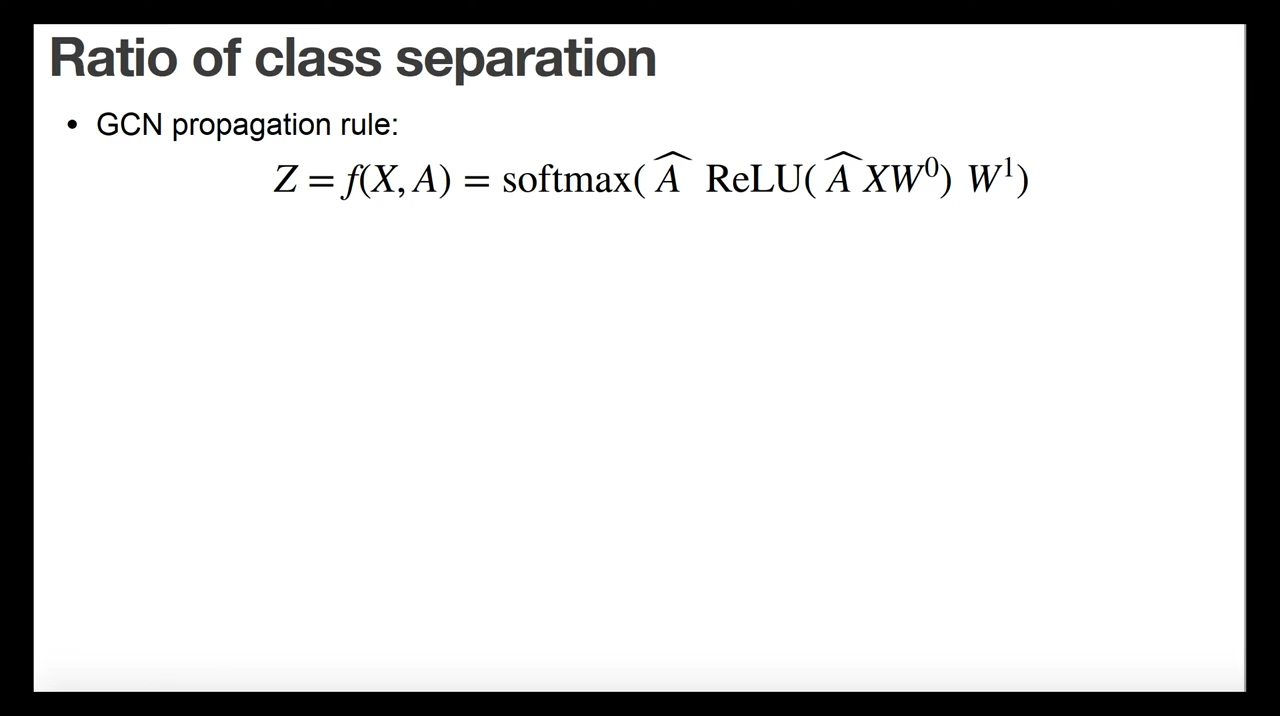 Ratio of class separation
• GCN propagation rule:
Z = f(X, A) = softmax( Â ReLU( Â XW⁰) W¹)